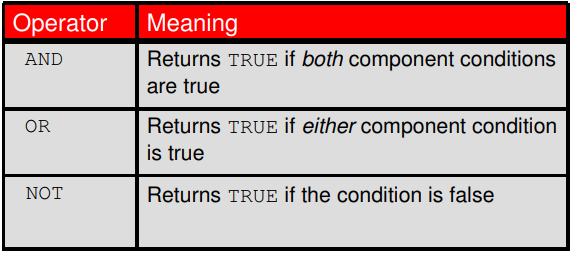 Operator Meaning
AND Returns TRUE if both component conditions
are true
OR Returns TRUE if either component condition
is true
NOT Returns TRUE if the condition is false